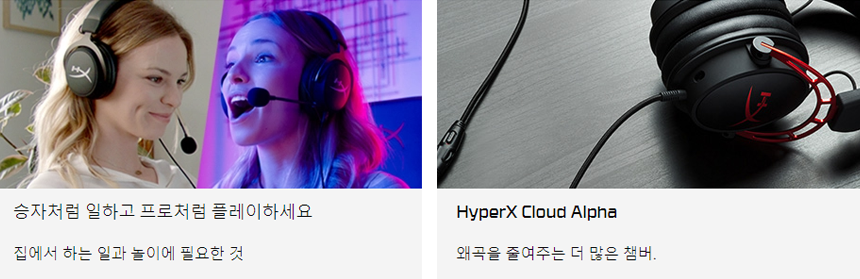 승자처럼 일하고 프로처럼 플레이하세요
집에서 하는 일과 놀이에 필요한 것
HyperX Cloud Alpha
왜곡을 줄여주는 더 많은 챔버.